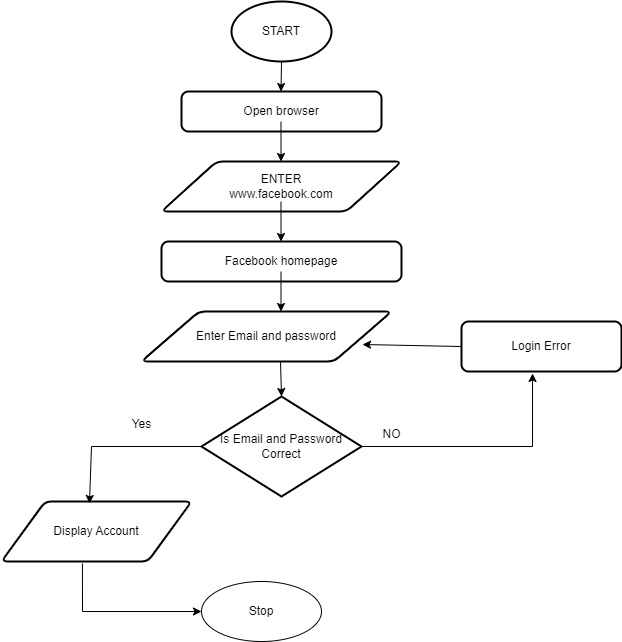 START
Open browser
ENTER
www.facebook.com
Facebook homepage
Enter Email and password
Login Error
Yes
NO
Is Email and Password
Correct
Display Account
Stop